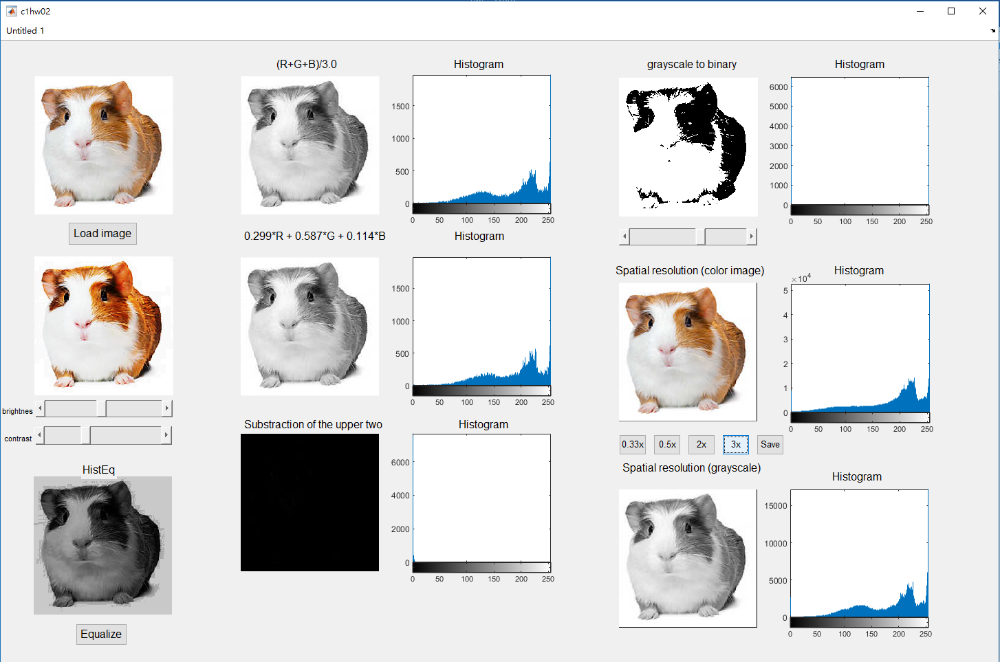 c1hw02
Untitled 1
(R+G+B)/3.0
Histogram
1500
1000
500
0
0 50 100 150 200 250
Load image
0.299*R + 0.587*G + 0.114*B
Histogram
1500
1000
500
0
0 50 100 150 200 250
brightnes
contrast
Substraction of the upper two
Histogram
6000
4000
2000
0
0 50 100 150 200 250
HistEq
Equalize
grayscale to binary
Histogram
6000
5000
4000
3000
2000
1000
0
0 50 100 150 200 250
Spatial resolution (color image)
Histogram
×10^4
5
4
3
2
1
0
0 50 100 150 200 250
0.33x 0.5x 2x 3x Save
Spatial resolution (grayscale)
Histogram
15000
10000
5000
0
0 50 100 150 200 250